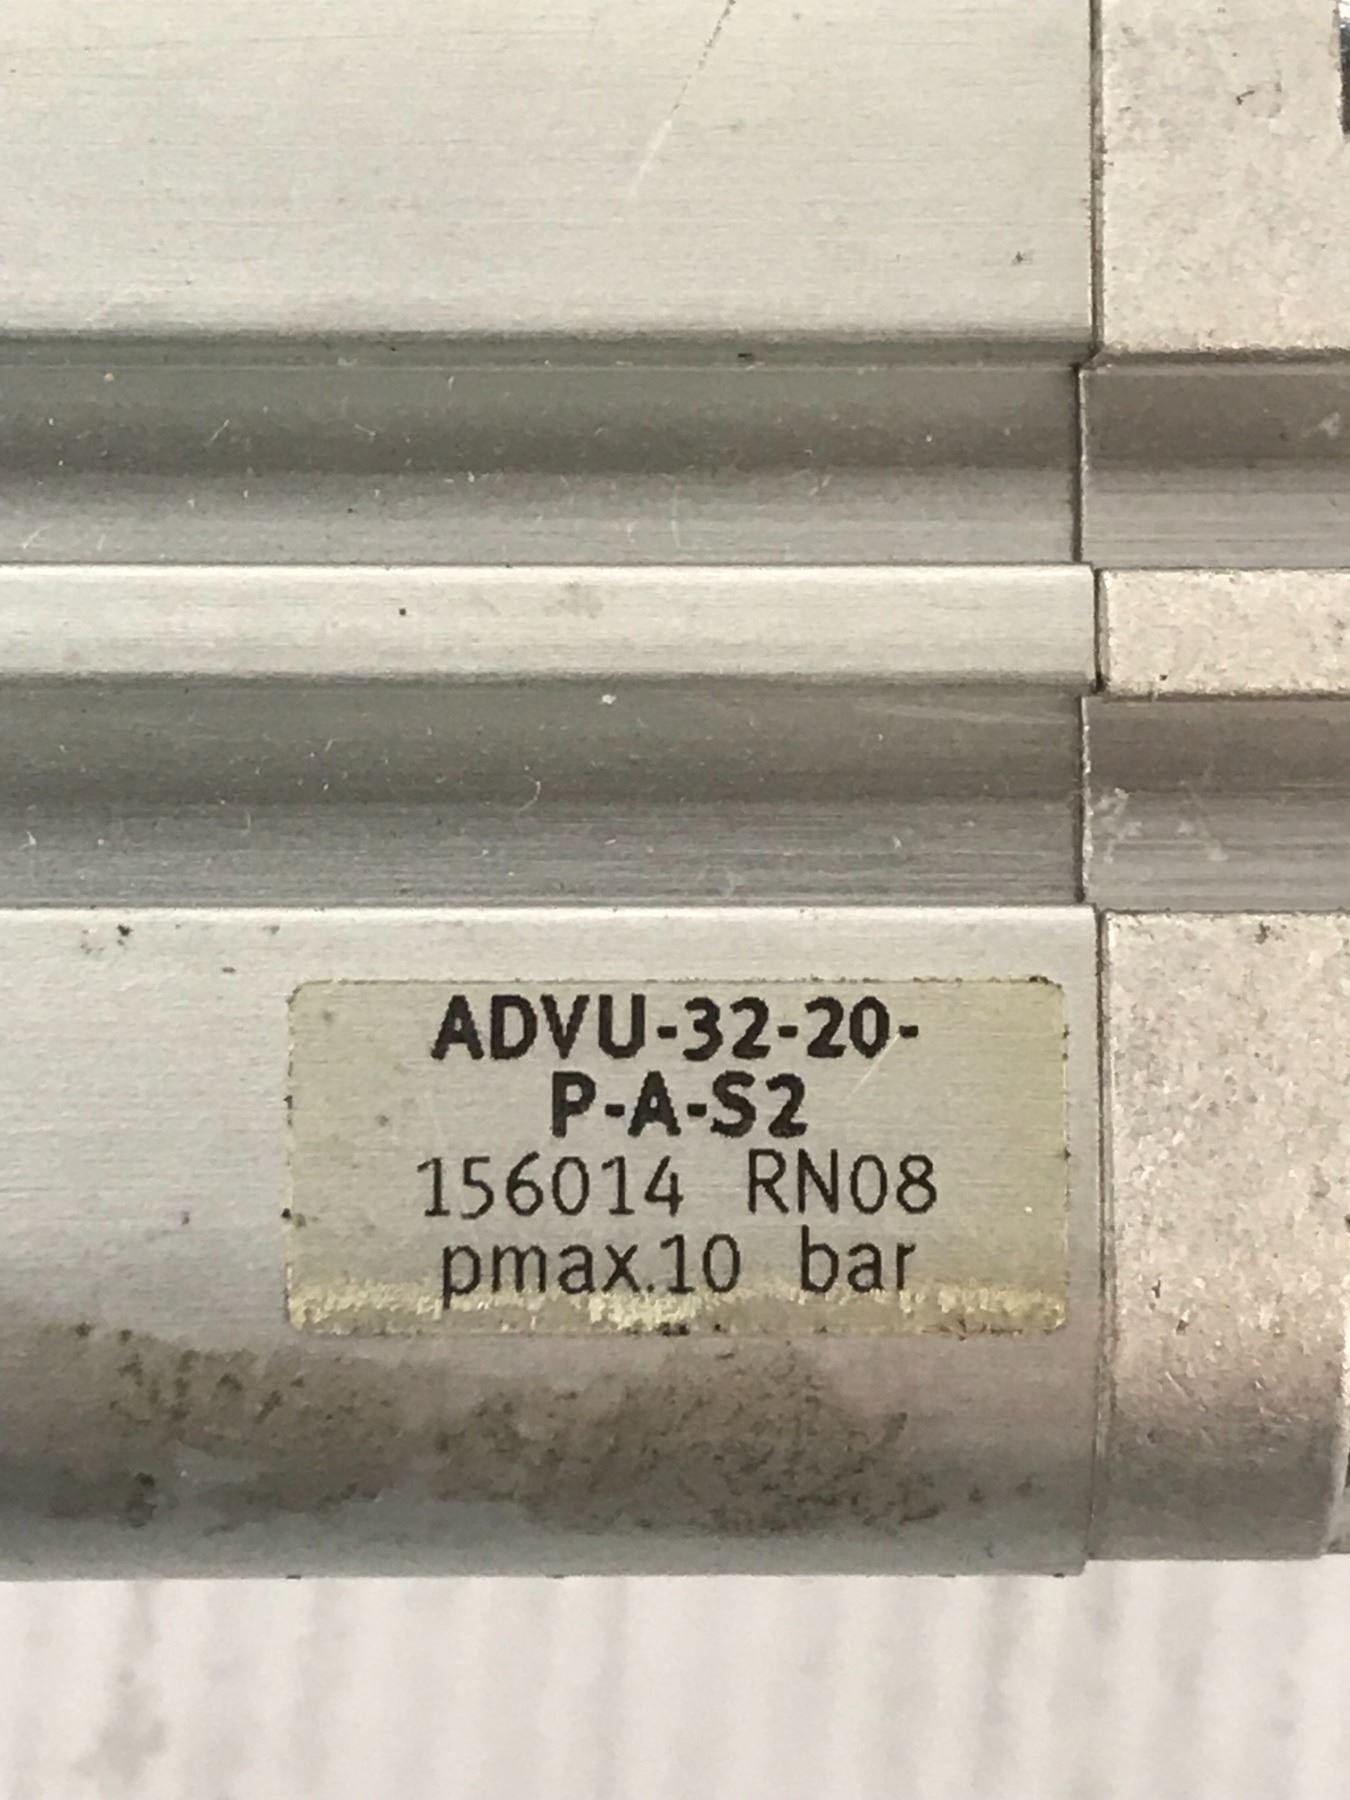 ADVU-32-20-
P-A-S2
156014 RN08
pmax.10 bar